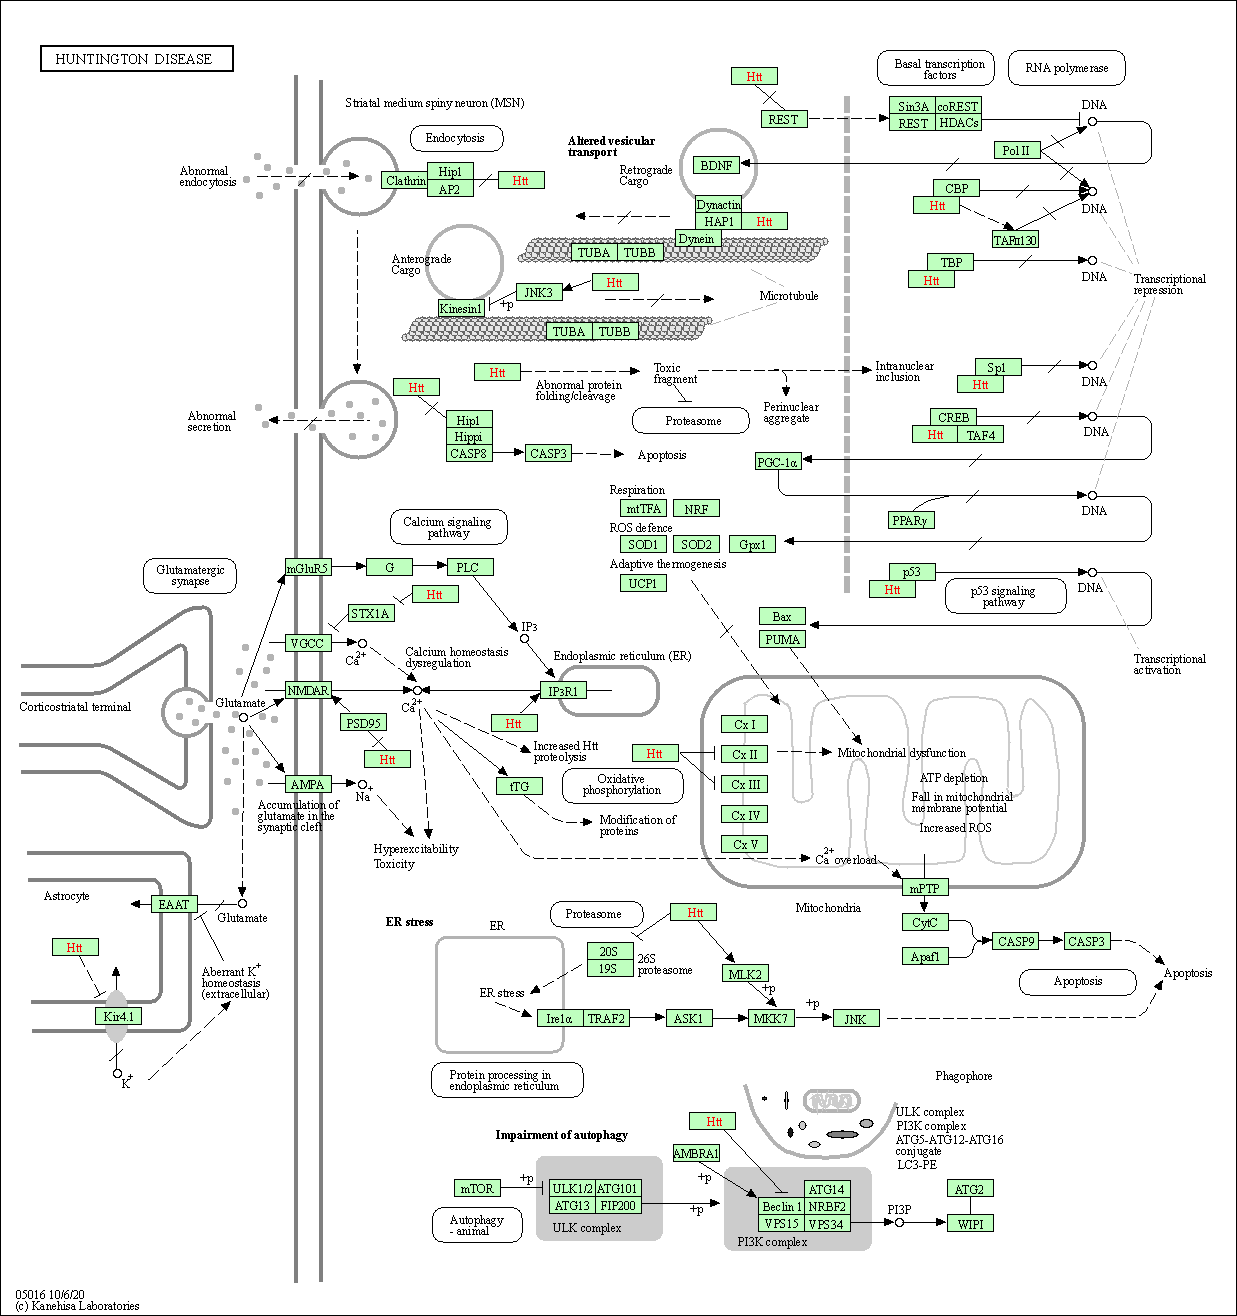 HUNTINGTON DISEASE
Striatal medium spiny neuron (MSN)
Endocytosis
Abnormal
endocytosis
Clathrin
Hip1
AP2
Htt
Altered vesicular
transport
Retrograde
Cargo
BDNF
Dynactin
HAP1
Htt
Dynein
TUBA
TUBB
Anterograde
Cargo
Kinesin1
+p
JNK3
Htt
TUBA
TUBB
Microtubule
Htt
REST
Basal transcription
factors
RNA polymerase
Sin3A
coREST
REST
HDACs
DNA
Pol II
CBP
Htt
DNA
TAFII130
TBP
Htt
DNA
Transcriptional
repression
Sp1
Htt
DNA
CREB
Htt
TAF4
DNA
PGC-1α
PPARγ
DNA
p53
Htt
DNA
p53 signaling
pathway
Transcriptional
activation
Abnormal
secretion
Htt
Hip1
Hippi
CASP8
CASP3
Apoptosis
Htt
Abnormal protein
folding/cleavage
Toxic
fragment
Proteasome
Perinuclear
aggregate
Intranuclear
inclusion
Respiration
mtTFA
NRF
ROS defence
SOD1
SOD2
Gpx1
Adaptive thermogenesis
UCP1
Bax
PUMA
Calcium signaling
pathway
Glutamatergic
synapse
mGluR5
G
PLC
Htt
STX1A
VGCC
Ca2+
IP3
Calcium homeostasis
dysregulation
Endoplasmic reticulum (ER)
NMDAR
Ca2+
IP3R1
Htt
PSD95
Htt
Glutamate
Corticostriatal terminal
AMPA
Na+
Accumulation of
glutamate in the
synaptic cleft
Increased Htt
proteolysis
tTG
Modification of
proteins
Hyperexcitability
Toxicity
Oxidative
phosphorylation
Htt
Cx I
Cx II
Cx III
Cx IV
Cx V
Mitochondrial dysfunction
ATP depletion
Fall in mitochondrial
membrane potential
Increased ROS
Ca2+ overload
mPTP
Mitochondria
CytC
Apaf1
CASP9
CASP3
Apoptosis
Apoptosis
Astrocyte
EAAT
Glutamate
Htt
Kir4.1
K+
Aberrant K+
homeostasis
(extracellular)
ER stress
ER
Proteasome
Htt
20S
19S
26S
proteasome
MLK2
+p
ER stress
Ire1α
TRAF2
ASK1
MKK7
+p
JNK
Protein processing in
endoplasmic reticulum
Phagophore
ULK complex
PI3K complex
ATG5-ATG12-ATG16
conjugate
LC3-PE
Impairment of autophagy
Htt
AMBRA1
+p
mTOR
+p
ULK1/2
ATG101
ATG13
FIP200
ULK complex
+p
ATG14
Beclin 1
NRBF2
VPS15
VPS34
PI3K complex
PI3P
ATG2
WIPI
Autophagy
- animal
05016 10/6/20
(c) Kanehisa Laboratories